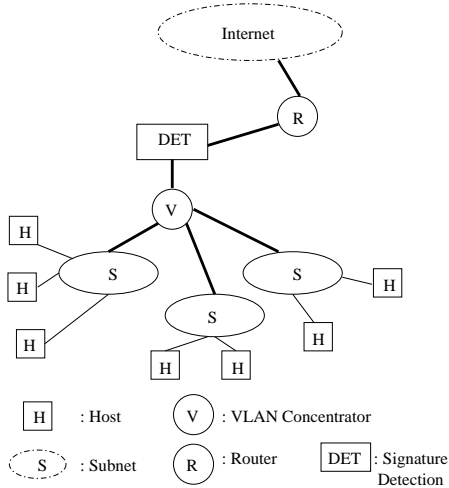 Internet
R
DET
V
H
S
S
H
H
S
H
H
H
H
H : Host
V : VLAN Concentrator
S : Subnet
R : Router
DET : Signature
Detection